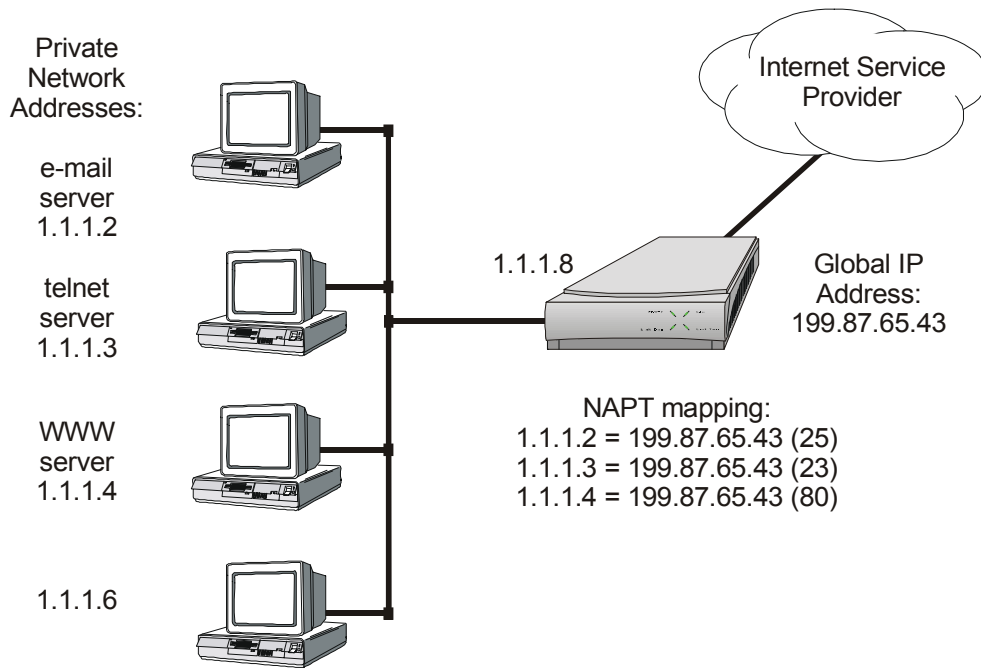 Private
Network
Addresses:
e-mail
server
1.1.1.2
telnet
server
1.1.1.3
WWW
server
1.1.1.4
1.1.1.6
Internet Service
Provider
1.1.1.8
Global IP
Address:
199.87.65.43
NAPT mapping:
1.1.1.2 = 199.87.65.43 (25)
1.1.1.3 = 199.87.65.43 (23)
1.1.1.4 = 199.87.65.43 (80)